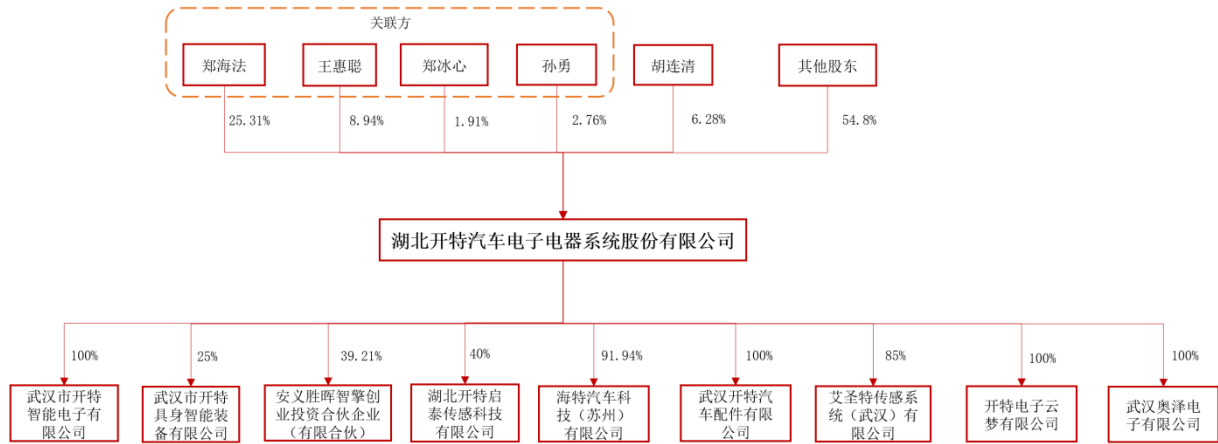 关联方
郑海法
王惠聪
郑冰心
孙勇
胡连清
其他股东
25.31%
8.94%
1.91%
2.76%
6.28%
54.8%
湖北开特汽车电子电器系统股份有限公司
100%
25%
39.21%
40%
91.94%
100%
85%
100%
100%
武汉市开特
智能电子有
限公司
武汉市开特
具身智能装
备有限公司
安义胜晖智擎创
业投资合伙企业
（有限合伙）
湖北开特启
泰传感科技
有限公司
海特汽车科
技（苏州）
有限公司
武汉开特汽
车配件有限
公司
艾圣特传感系
统（武汉）有
限公司
开特电子云
梦有限公司
武汉奥泽电
子有限公司